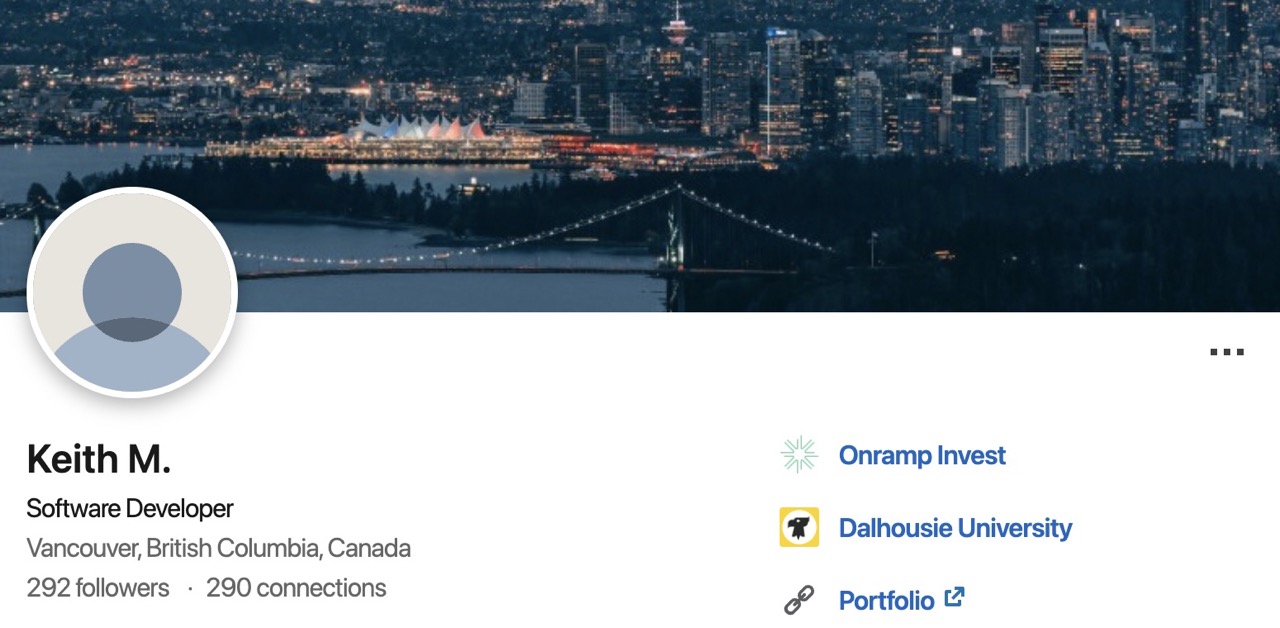 Keith M.
Software Developer
Vancouver, British Columbia, Canada
292 followers · 290 connections
Onramp Invest
Dalhousie University
Portfolio